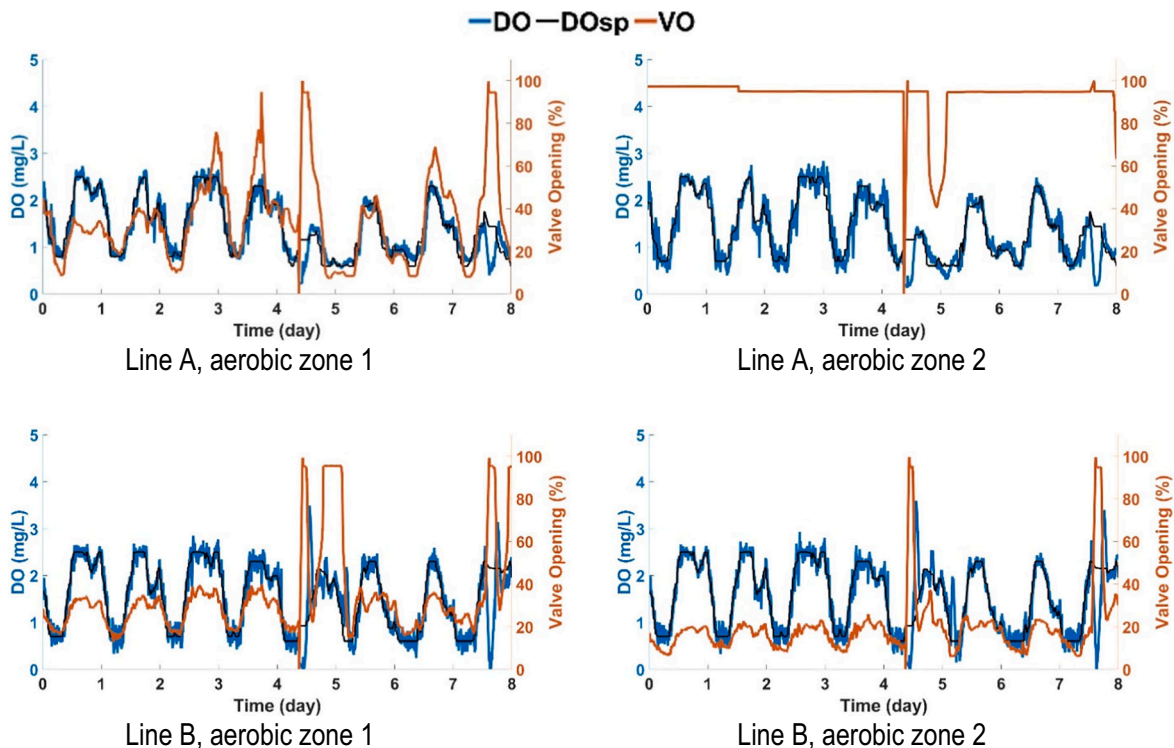 DO DOsp VO
5
4
3
2
1
0
DO (mg/L)
100
80
60
40
20
0
Valve Opening (%)
0 1 2 3 4 5 6 7 8
Time (day)
Line A, aerobic zone 1
5
4
3
2
1
0
DO (mg/L)
100
80
60
40
20
0
Valve Opening (%)
0 1 2 3 4 5 6 7 8
Time (day)
Line A, aerobic zone 2
5
4
3
2
1
0
DO (mg/L)
100
80
60
40
20
0
Valve Opening (%)
0 1 2 3 4 5 6 7 8
Time (day)
Line B, aerobic zone 1
5
4
3
2
1
0
DO (mg/L)
100
80
60
40
20
0
Valve Opening (%)
0 1 2 3 4 5 6 7 8
Time (day)
Line B, aerobic zone 2